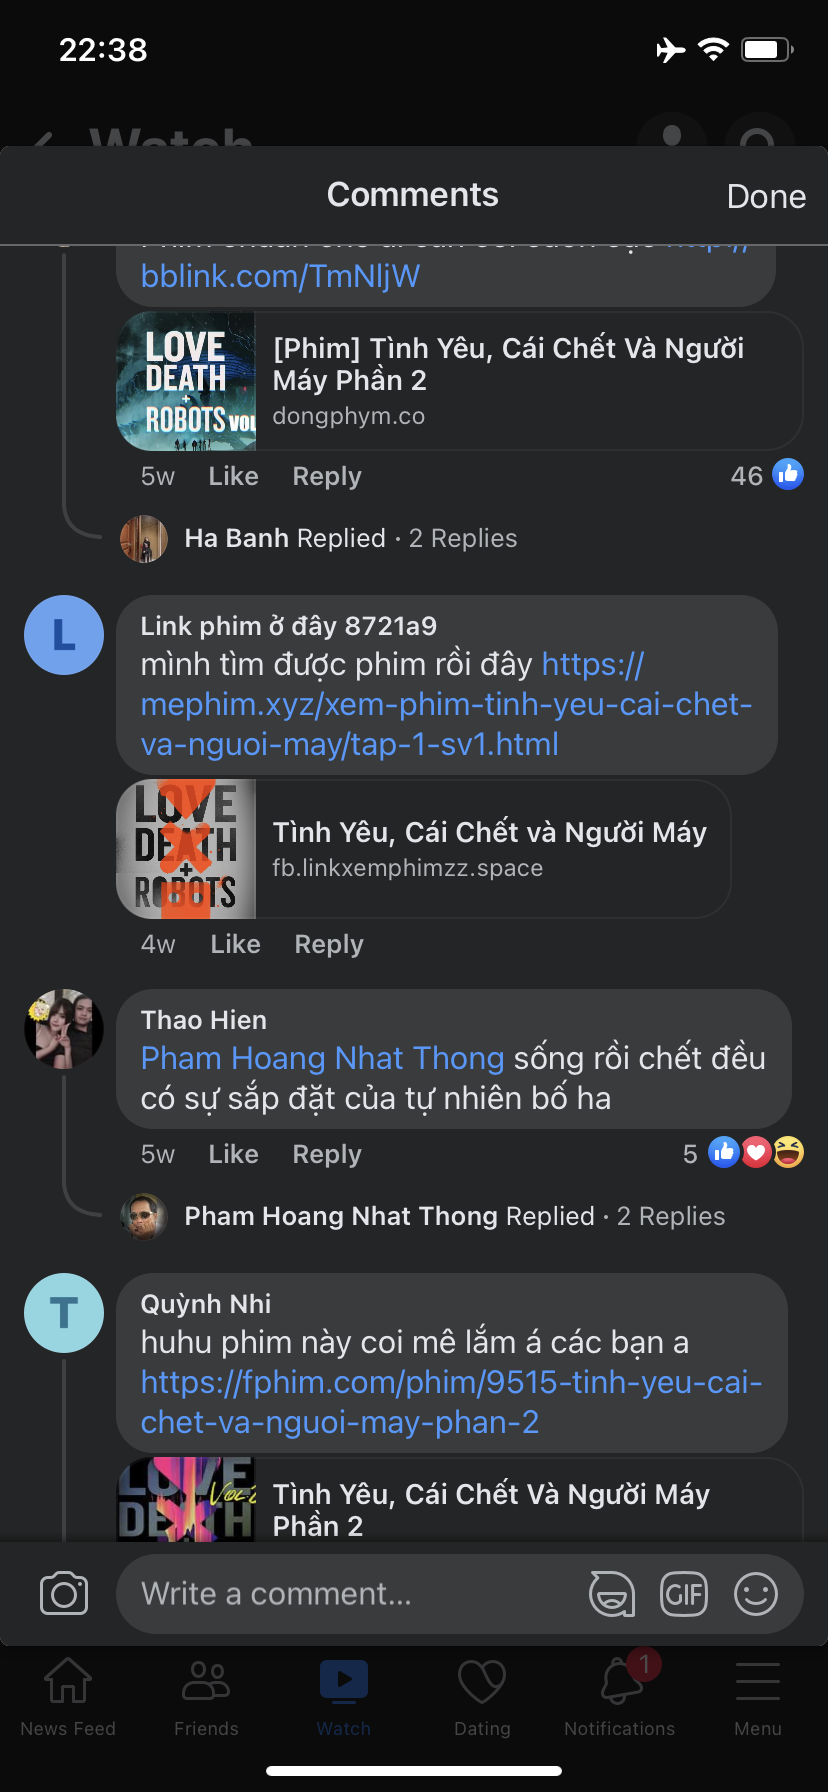 22:38
Watch
Comments
Done
bblink.com/TmNljW
LOVE
DEATH
+
ROBOTS VOL
[Phim] Tình Yêu, Cái Chết Và Người
Máy Phần 2
dongphym.co
5w Like Reply 46
Ha Banh Replied · 2 Replies
L
Link phim ở đây 8721a9
mình tìm được phim rồi đây https://
mephim.xyz/xem-phim-tinh-yeu-cai-chet-
va-nguoi-may/tap-1-sv1.html
LOVE
DEATH
+
ROBOTS
Tình Yêu, Cái Chết và Người Máy
fb.linkxemphimzz.space
4w Like Reply
Thao Hien
Pham Hoang Nhat Thong sống rồi chết đều
có sự sắp đặt của tự nhiên bố ha
5w Like Reply 5
Pham Hoang Nhat Thong Replied · 2 Replies
T
Quỳnh Nhi
huhu phim này coi mê lắm á các bạn a
https://fphim.com/phim/9515-tinh-yeu-cai-
chet-va-nguoi-may-phan-2
LOVE
VOL2
DEATH
Tình Yêu, Cái Chết Và Người Máy
Phần 2
Write a comment...
GIF
1
News Feed Friends Watch Dating Notifications Menu